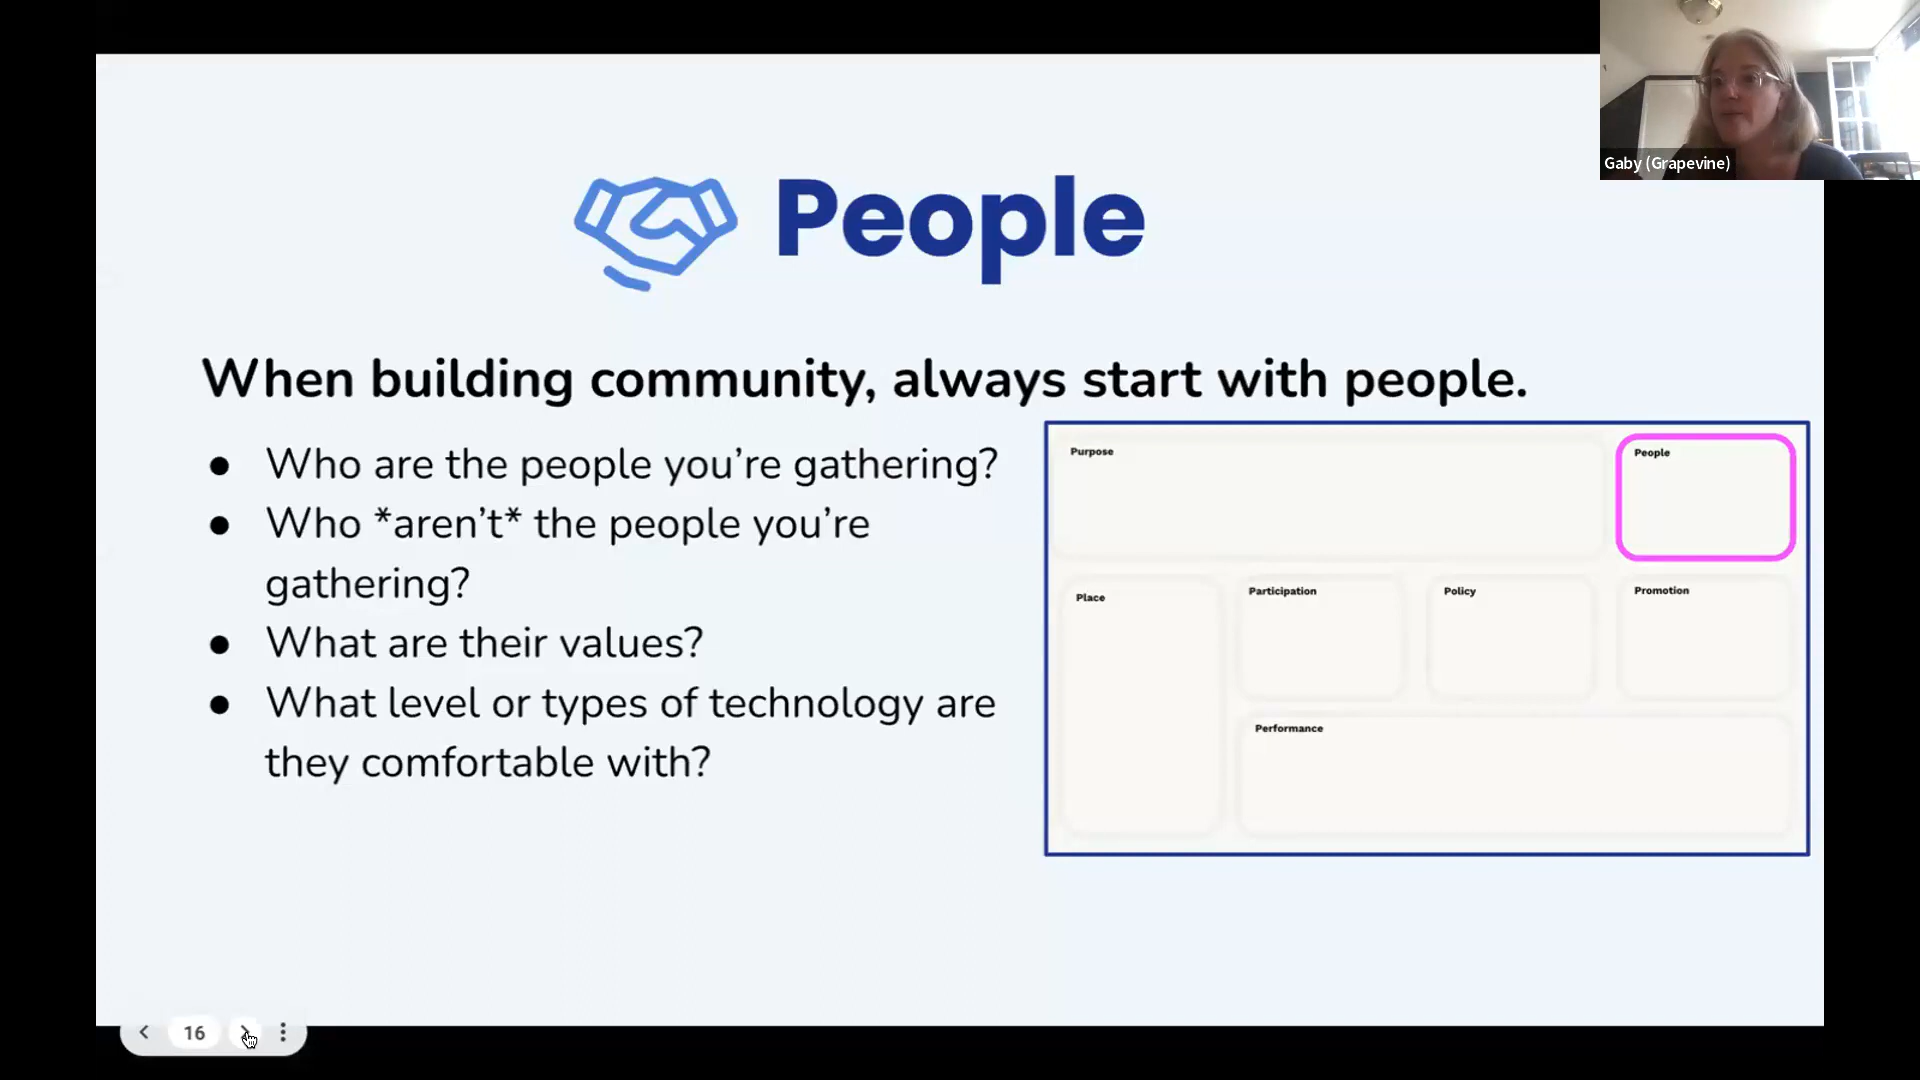 Gaby (Grapevine)
People
When building community, always start with people.
● Who are the people you’re gathering?
● Who *aren’t* the people you’re
gathering?
● What are their values?
● What level or types of technology are
they comfortable with?
Purpose
People
Place
Participation
Policy
Promotion
Performance
16